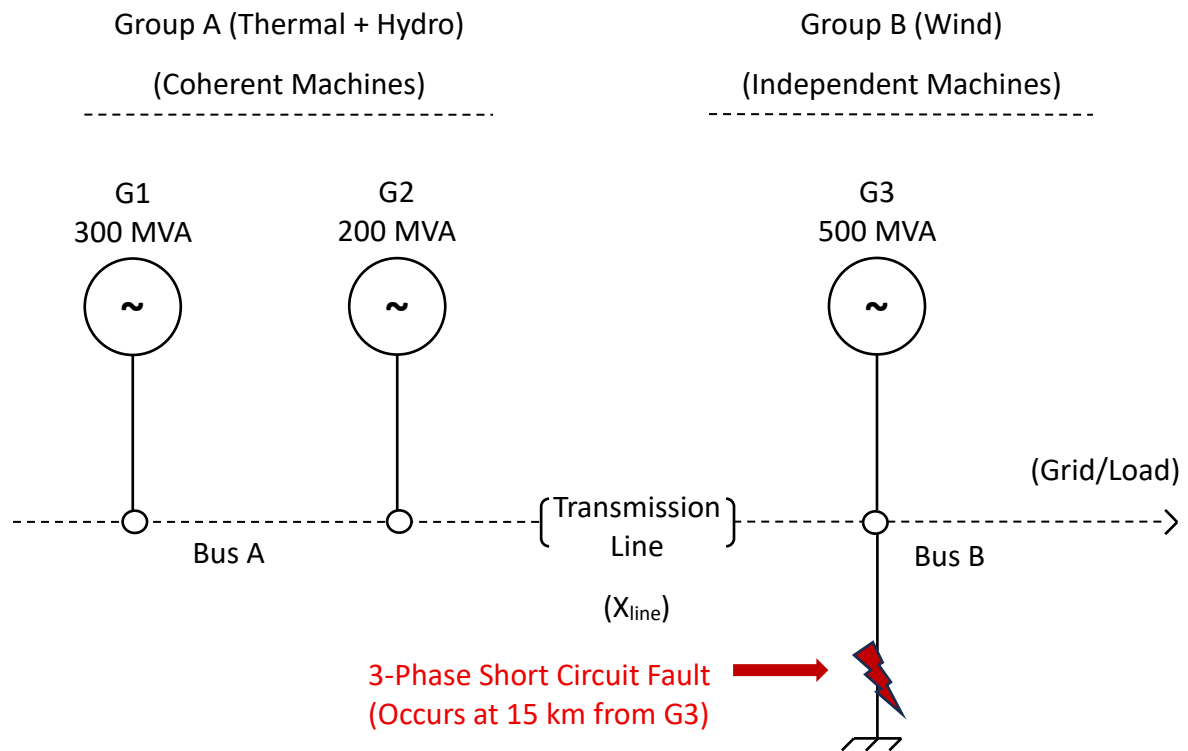 Group A (Thermal + Hydro)
(Coherent Machines)
Group B (Wind)
(Independent Machines)
G1
300 MVA
~
G2
200 MVA
~
G3
500 MVA
~
(Grid/Load)
Transmission
Line
(Xline)
Bus A
Bus B
3-Phase Short Circuit Fault
(Occurs at 15 km from G3)